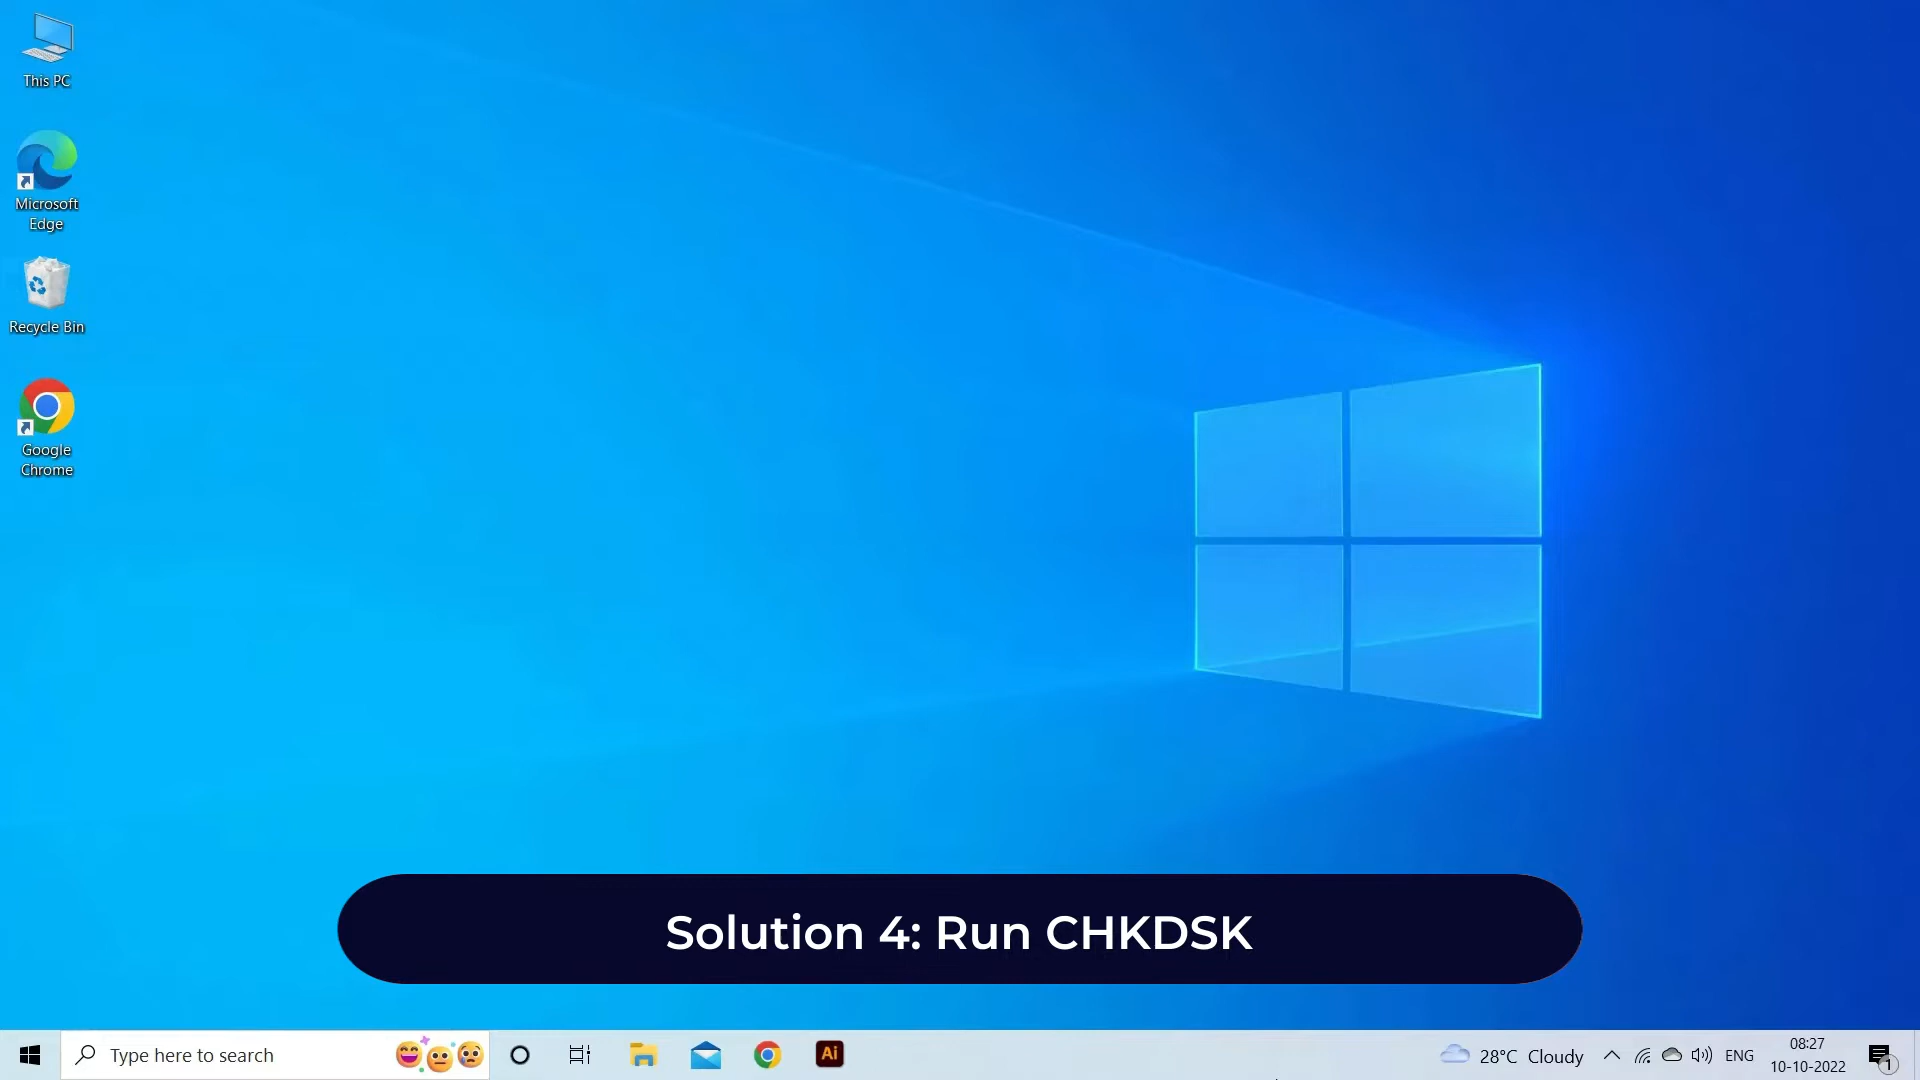 This PC
Microsoft
Edge
Recycle Bin
Google
Chrome
Solution 4: Run CHKDSK
Type here to search
Ai
28°C Cloudy
ENG
08:27
10-10-2022
1